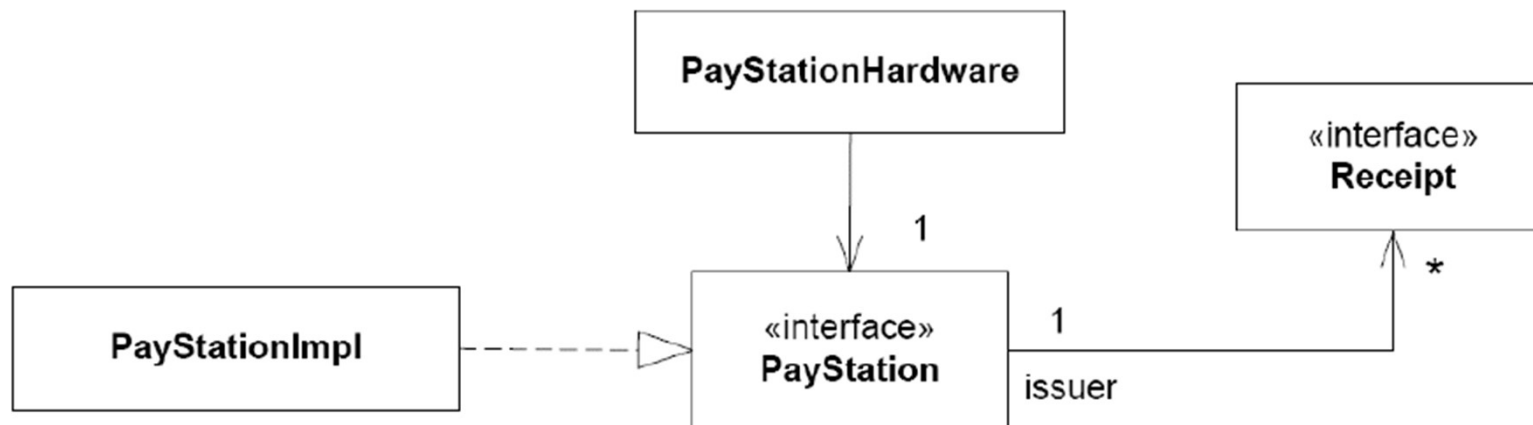 PayStationHardware
«interface»
Receipt
1
*
PayStationImpl
«interface»
PayStation
1
issuer